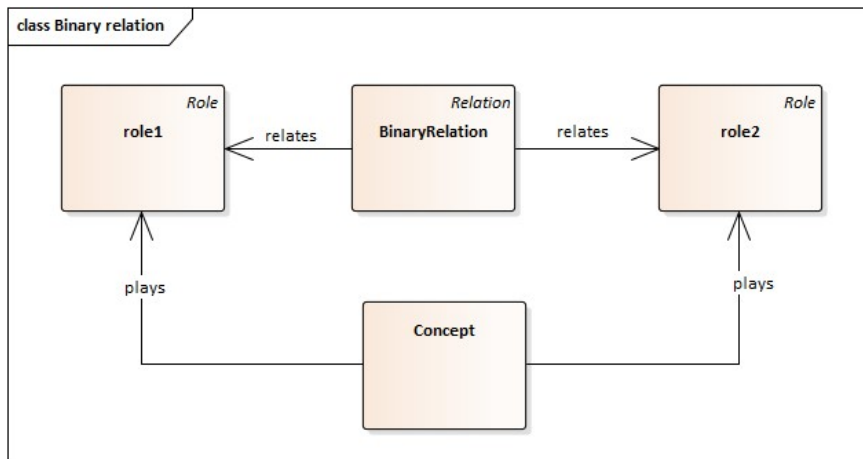 class Binary relation
Role
role1
relates
Relation
BinaryRelation
relates
Role
role2
plays
plays
Concept